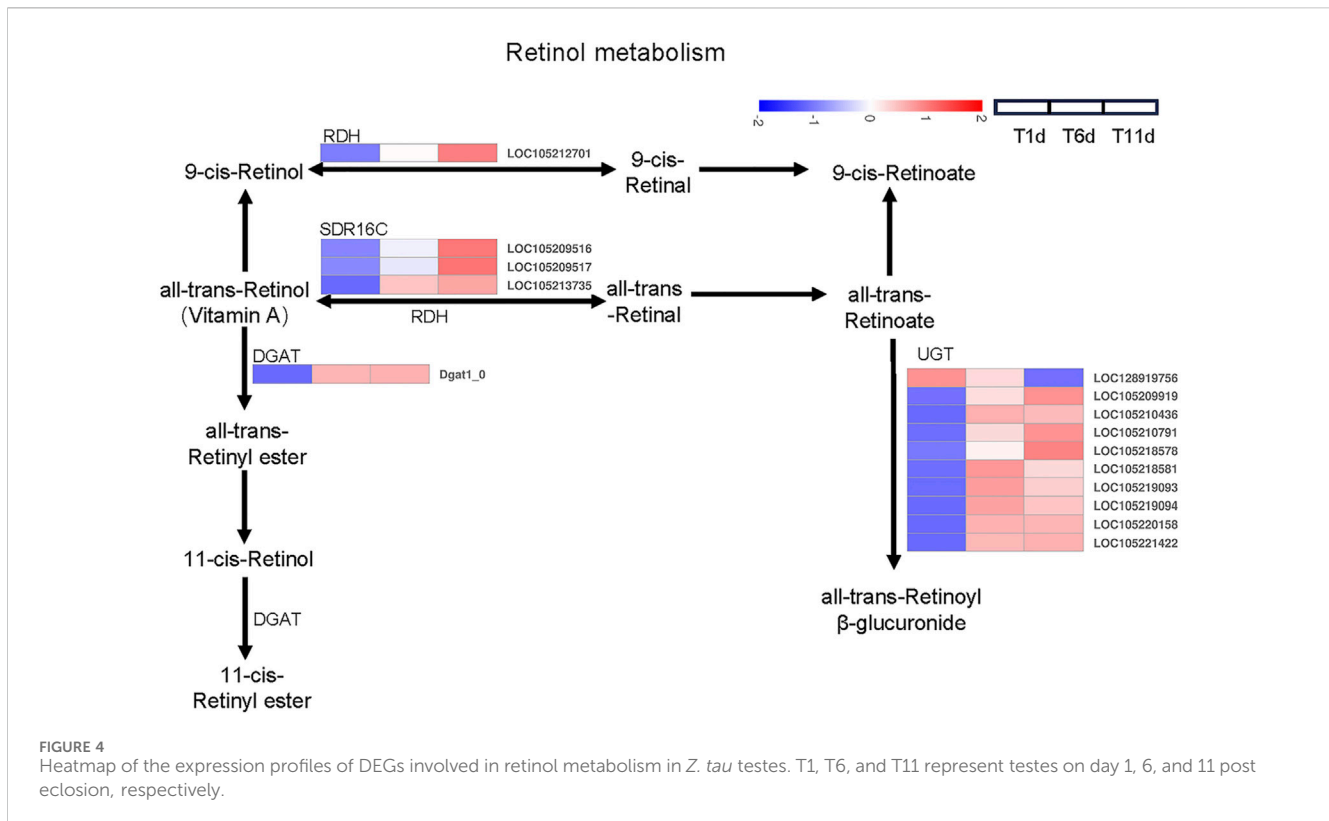 Retinol metabolism
-2 -1 0 1 2
T1d T6d T11d
RDH
LOC105212701
9-cis-Retinol
9-cis-
Retinal
9-cis-Retinoate
SDR16C
LOC105209516
LOC105209517
LOC105213735
all-trans-Retinol
(Vitamin A)
RDH
all-trans
-Retinal
all-trans-
Retinoate
DGAT
Dgat1_0
UGT
LOC128919756
LOC105209919
LOC105210436
LOC105210791
LOC105218578
LOC105218581
LOC105219093
LOC105219094
LOC105220158
LOC105221422
all-trans-
Retinyl ester
11-cis-Retinol
DGAT
11-cis-
Retinyl ester
all-trans-Retinoyl
β-glucuronide
FIGURE 4
Heatmap of the expression profiles of DEGs involved in retinol metabolism in Z. tau testes. T1, T6, and T11 represent testes on day 1, 6, and 11 post
eclosion, respectively.